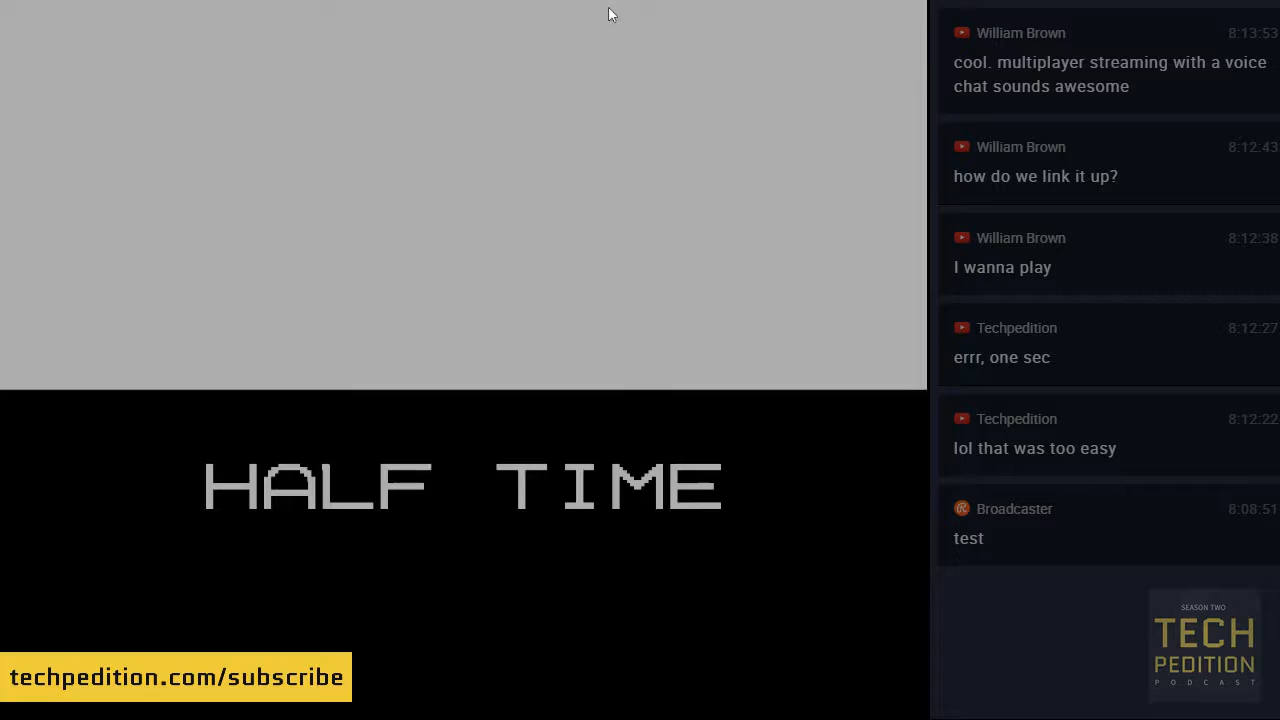 HALF TIME
techpedition.com/subscribe
William Brown 8:13:53
cool. multiplayer streaming with a voice
chat sounds awesome
William Brown 8:12:43
how do we link it up?
William Brown 8:12:38
I wanna play
Techpedition 8:12:27
errr, one sec
Techpedition 8:12:22
lol that was too easy
Broadcaster 8:08:51
test
SEASON TWO
TECH
PEDITION
PODCAST